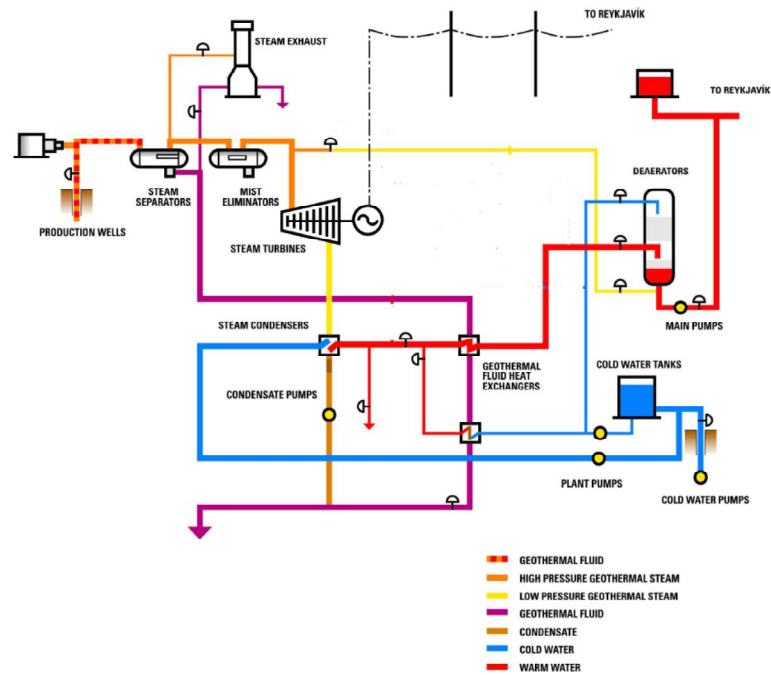 TO REYKJAVÍK
STEAM EXHAUST
TO REYKJAVÍK
DEAERATORS
STEAM
SEPARATORS
MIST
ELIMINATORS
PRODUCTION WELLS
STEAM TURBINES
MAIN PUMPS
STEAM CONDENSERS
GEOTHERMAL
FLUID HEAT
EXCHANGERS
COLD WATER TANKS
CONDENSATE PUMPS
PLANT PUMPS
COLD WATER PUMPS
GEOTHERMAL FLUID
HIGH PRESSURE GEOTHERMAL STEAM
LOW PRESSURE GEOTHERMAL STEAM
GEOTHERMAL FLUID
CONDENSATE
COLD WATER
WARM WATER